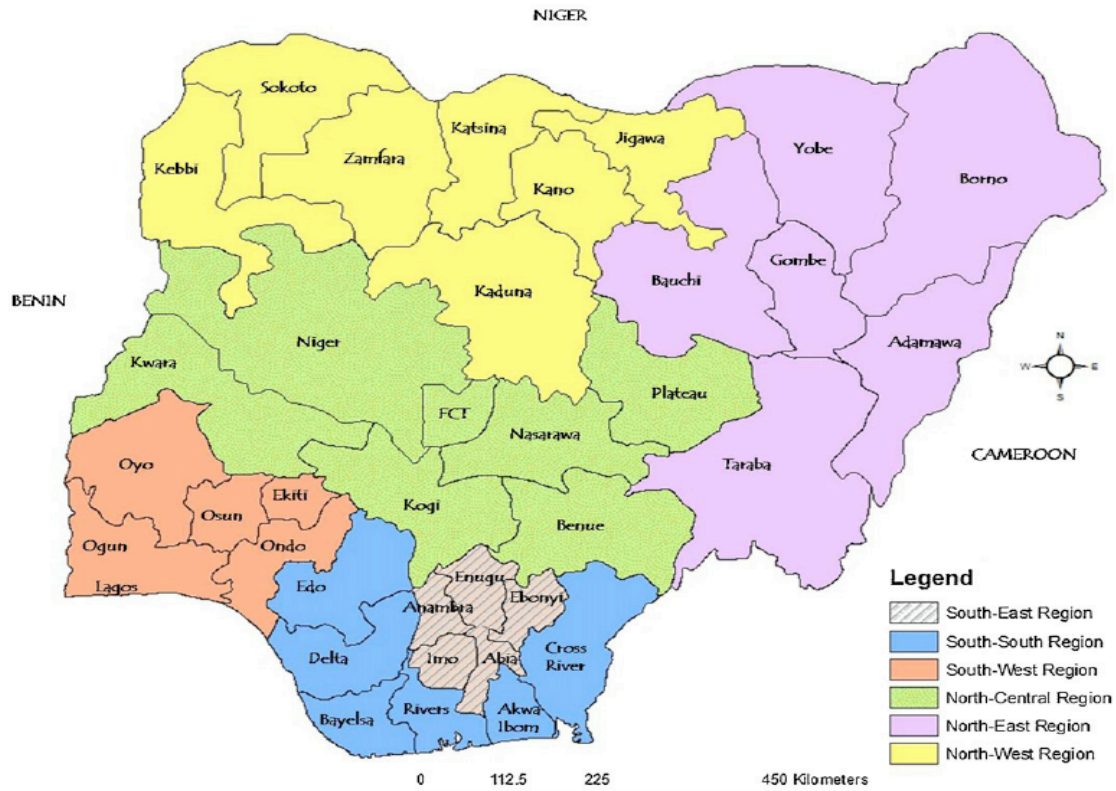 NIGER
Sokoto
Katsina
Jigawa
Yobe
Kebbi
Zamfara
Kano
Borno
Gombe
Bauchi
Kaduna
BENIN
Niger
Adamawa
Kwara
Plateau
FCT
Nasarawa
N
W
E
S
CAMEROON
Oyo
Taraba
Kogi
Ekiti
Osun
Benue
Ogun
Ondo
Lagos
Edo
Enugu
Anambra
Ebonyi
Cross
River
Delta
Imo
Abia
Bayelsa
Rivers
Akwa
Ibom
Legend
South-East Region
South-South Region
South-West Region
North-Central Region
North-East Region
North-West Region
0 112.5 225 450 Kilometers